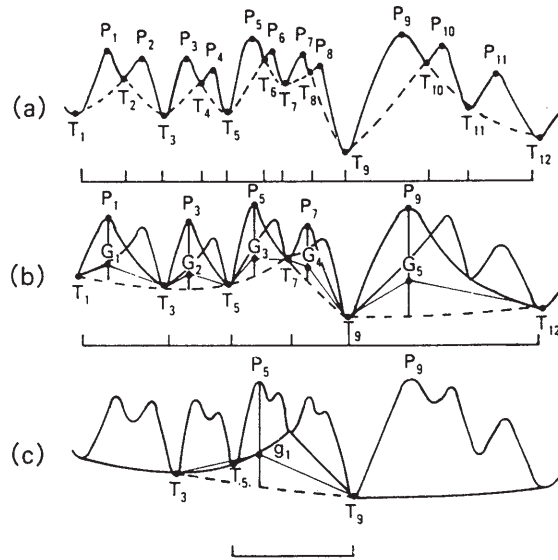 P1 P2 P3 P4 P5 P6 P7 P8 P9 P10 P11
(a)
T1 T2 T3 T4 T5 T6 T7 T8 T9 T10 T11 T12
P1 P3 P5 P7 P9
(b) G1 G2 G3 G4 G5
T1 T3 T5 T7 T9 T12
P5 P9
(c) g1
T3 T.5. T9